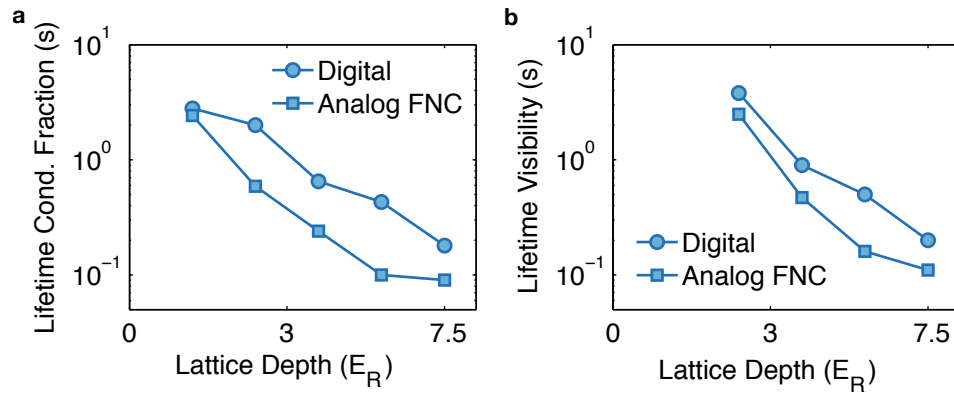 a
Lifetime Cond. Fraction (s)
10^1
10^0
10^−1
Digital
Analog FNC
0
3
7.5
Lattice Depth (E_R)
b
Lifetime Visibility (s)
10^1
10^0
10^−1
Digital
Analog FNC
0
3
7.5
Lattice Depth (E_R)